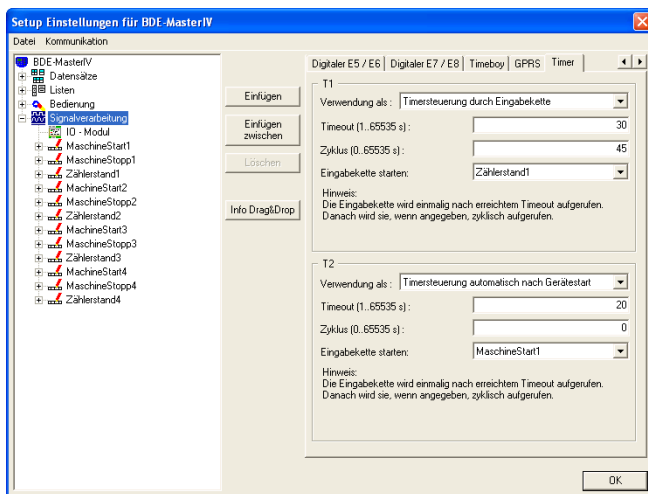 Setup Einstellungen für BDE-MasterIV
Datei Kommunikation
BDE-MasterIV
Datensätze
Listen
Bedienung
Signalverarbeitung
IO - Modul
MaschineStart1
MaschineStopp1
Zählerstand1
MachineStart2
MaschineStopp2
Zählerstand2
MachineStart3
MaschineStopp3
Zählerstand3
MachineStart4
MaschineStopp4
Zählerstand4
Einfügen
Einfügen
zwischen
Löschen
Info Drag&Drop
Digitaler E5 / E6 Digitaler E7 / E8 Timeboy GPRS Timer
T1
Verwendung als : Timersteuerung durch Eingabekette
Timeout (1..65535 s) : 30
Zyklus (0..65535 s) : 45
Eingabekette starten: Zählerstand1
Hinweis:
Die Eingabekette wird einmalig nach erreichtem Timeout aufgerufen.
Danach wird sie, wenn angegeben, zyklisch aufgerufen.
T2
Verwendung als : Timersteuerung automatisch nach Gerätestart
Timeout (1..65535 s) : 20
Zyklus (0..65535 s) : 0
Eingabekette starten: MaschineStart1
Hinweis:
Die Eingabekette wird einmalig nach erreichtem Timeout aufgerufen.
Danach wird sie, wenn angegeben, zyklisch aufgerufen.
OK